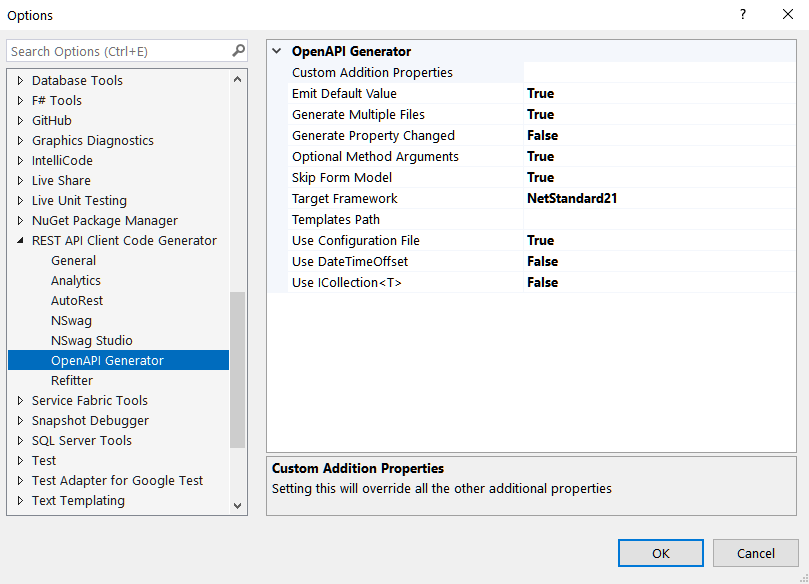 Options
?
Search Options (Ctrl+E)
Database Tools
F# Tools
GitHub
Graphics Diagnostics
IntelliCode
Live Share
Live Unit Testing
NuGet Package Manager
REST API Client Code Generator
General
Analytics
AutoRest
NSwag
NSwag Studio
OpenAPI Generator
Refitter
Service Fabric Tools
Snapshot Debugger
SQL Server Tools
Test
Test Adapter for Google Test
Text Templating
OpenAPI Generator
Custom Addition Properties
Emit Default Value True
Generate Multiple Files True
Generate Property Changed False
Optional Method Arguments True
Skip Form Model True
Target Framework NetStandard21
Templates Path
Use Configuration File True
Use DateTimeOffset False
Use ICollection<T> False
Custom Addition Properties
Setting this will override all the other additional properties
OK Cancel